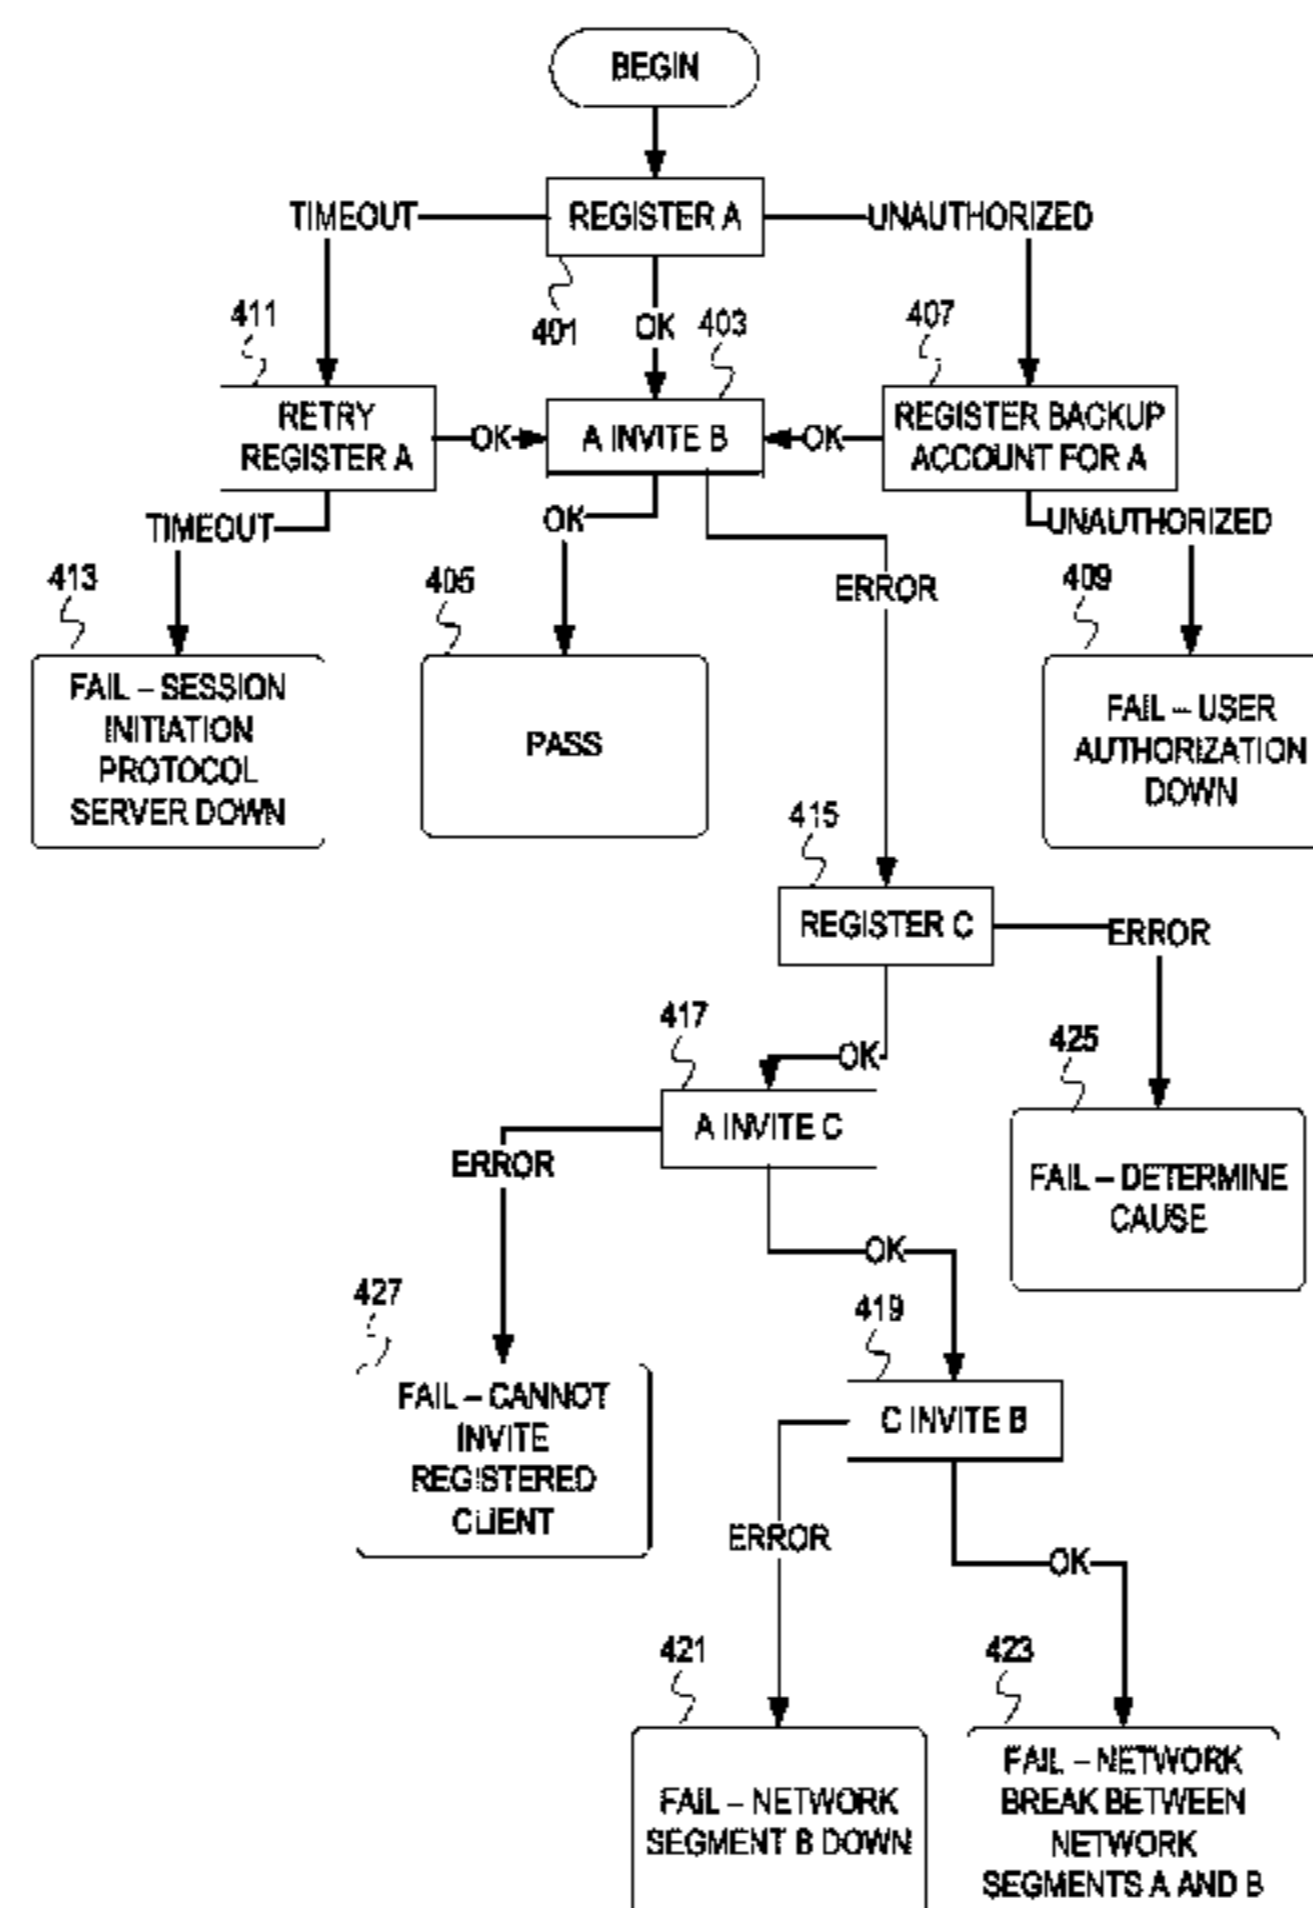 BEGIN
TIMEOUT
REGISTER A
UNAUTHORIZED
411
401
OK
403
407
RETRY
REGISTER A
OK
A INVITE B
OK
REGISTER BACKUP
ACCOUNT FOR A
TIMEOUT
OK
UNAUTHORIZED
413
405
ERROR
409
FAIL – SESSION
INITIATION
PROTOCOL
SERVER DOWN
PASS
FAIL – USER
AUTHORIZATION
DOWN
415
REGISTER C
ERROR
417
OK
425
A INVITE C
ERROR
FAIL – DETERMINE
CAUSE
OK
427
419
FAIL – CANNOT
INVITE
REGISTERED
CLIENT
C INVITE B
ERROR
OK
421
423
FAIL – NETWORK
SEGMENT B DOWN
FAIL – NETWORK
BREAK BETWEEN
NETWORK
SEGMENTS A AND B